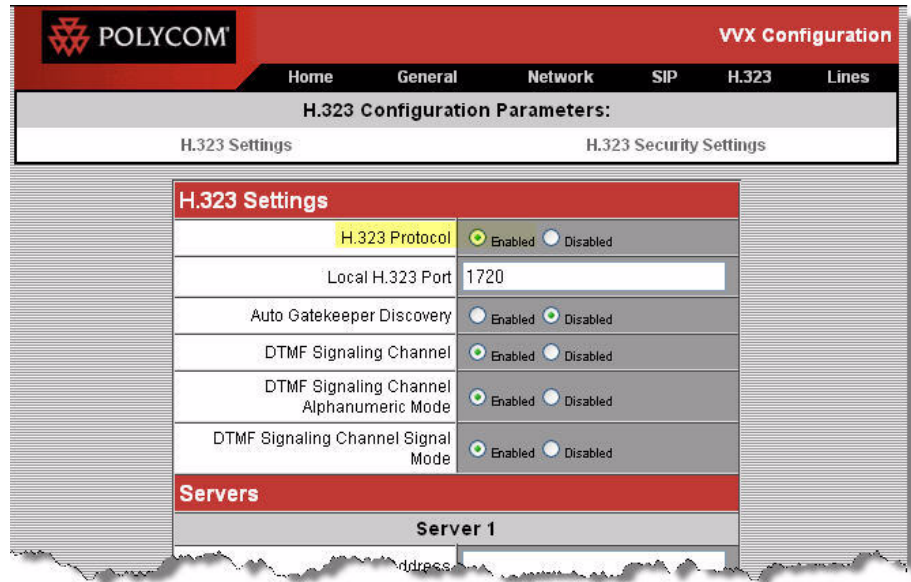 POLYCOM
VVX Configuration
Home General Network SIP H.323 Lines
H.323 Configuration Parameters:
H.323 Settings H.323 Security Settings
H.323 Settings
H.323 Protocol Enabled Disabled
Local H.323 Port 1720
Auto Gatekeeper Discovery Enabled Disabled
DTMF Signaling Channel Enabled Disabled
DTMF Signaling Channel
Alphanumeric Mode Enabled Disabled
DTMF Signaling Channel Signal
Mode Enabled Disabled
Servers
Server 1